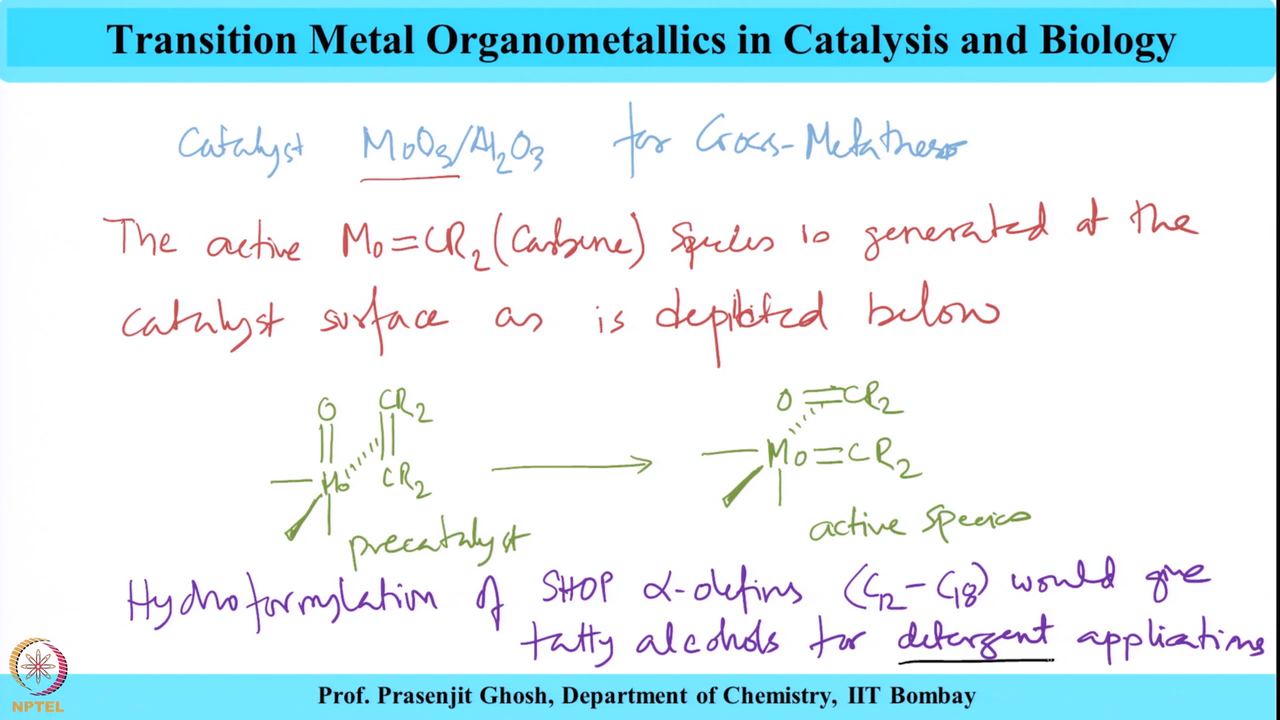 Transition Metal Organometallics in Catalysis and Biology
Catalyst MoO3/Al2O3 for Cross-Metathesis
The active Mo=CR2 (Carbene) species is generated at the
catalyst surface as is depicted below
O CR2
Mo CR2
precatalyst
O=CR2
Mo=CR2
active species
Hydroformylation of SHOP α-olefins (C12-C18) would give
fatty alcohols for detergent applications
NPTEL
Prof. Prasenjit Ghosh, Department of Chemistry, IIT Bombay